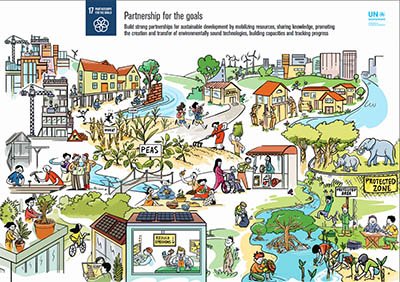 17 PARTNERSHIPS
FOR THE GOALS
Partnership for the goals
Build strong partnerships for sustainable development by mobilizing resources, sharing knowledge, promoting
the creation and transfer of environmentally sound technologies, building capacities and tracking progress
UN
PEAS
PROTECTED
ZONE